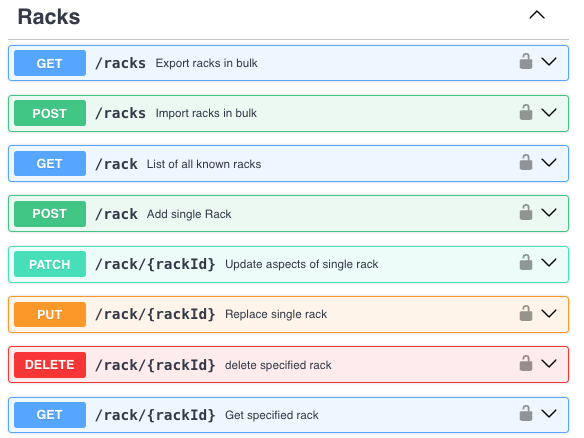 Racks
GET /racks Export racks in bulk
POST /racks Import racks in bulk
GET /rack List of all known racks
POST /rack Add single Rack
PATCH /rack/{rackId} Update aspects of single rack
PUT /rack/{rackId} Replace single rack
DELETE /rack/{rackId} delete specified rack
GET /rack/{rackId} Get specified rack